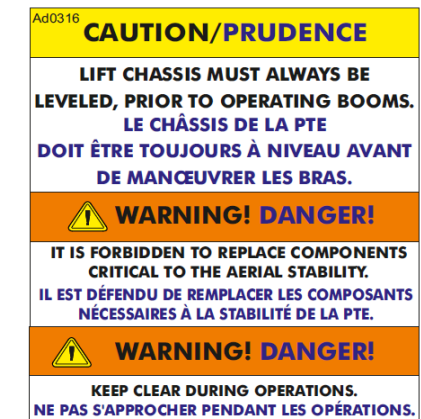 Ad0316
CAUTION/PRUDENCE
LIFT CHASSIS MUST ALWAYS BE
LEVELED, PRIOR TO OPERATING BOOMS.
LE CHÂSSIS DE LA PTE
DOIT ÊTRE TOUJOURS À NIVEAU AVANT
DE MANŒUVRER LES BRAS.
WARNING! DANGER!
IT IS FORBIDDEN TO REPLACE COMPONENTS
CRITICAL TO THE AERIAL STABILITY.
IL EST DÉFENDU DE REMPLACER LES COMPOSANTS
NÉCESSAIRES À LA STABILITÉ DE LA PTE.
WARNING! DANGER!
KEEP CLEAR DURING OPERATIONS.
NE PAS S'APPROCHER PENDANT LES OPÉRATIONS.